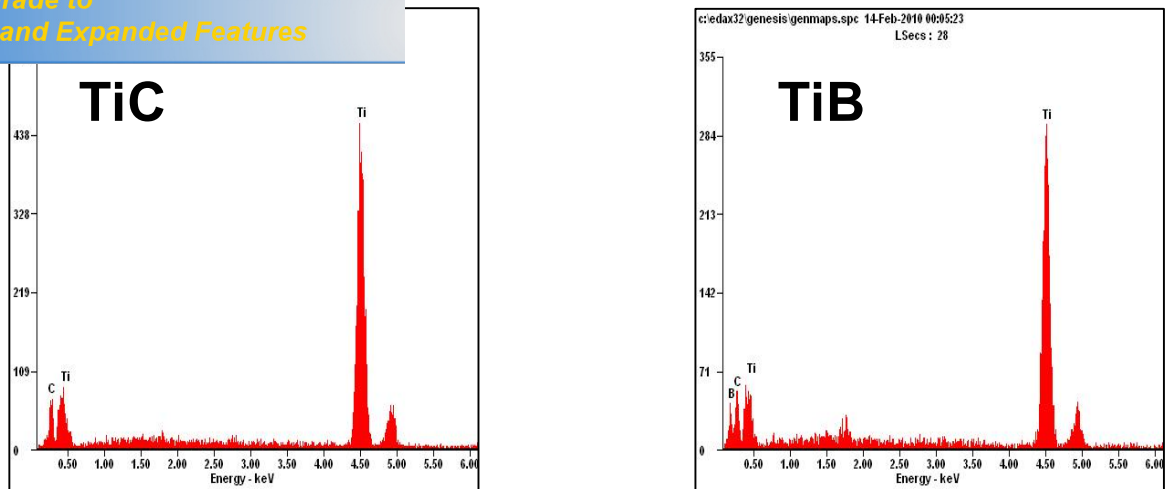 and Expanded Features
TiC
Ti
438
328
219
109
0
C
Ti
0.50 1.00 1.50 2.00 2.50 3.00 3.50 4.00 4.50 5.00 5.50 6.00
Energy - keV
c:\edax32\genesis\genmaps.spc 14-Feb-2010 00:05:23
LSecs : 28
TiB
355
Ti
284
213
142
71
0
B
C
Ti
0.50 1.00 1.50 2.00 2.50 3.00 3.50 4.00 4.50 5.00 5.50 6.00
Energy - keV